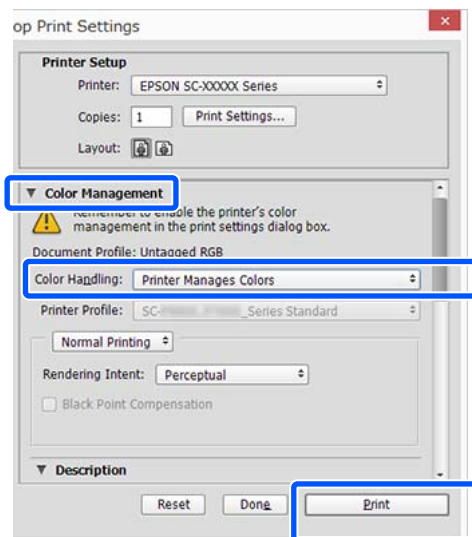 op Print Settings
Printer Setup
Printer: EPSON SC-XXXXX Series
Copies: 1 Print Settings...
Layout:
▼ Color Management
Remember to enable the printer's color
management in the print settings dialog box.
Document Profile: Untagged RGB
Color Handling: Printer Manages Colors
Printer Profile: SC- _Series Standard
Normal Printing
Rendering Intent: Perceptual
Black Point Compensation
▼ Description
Reset Done Print